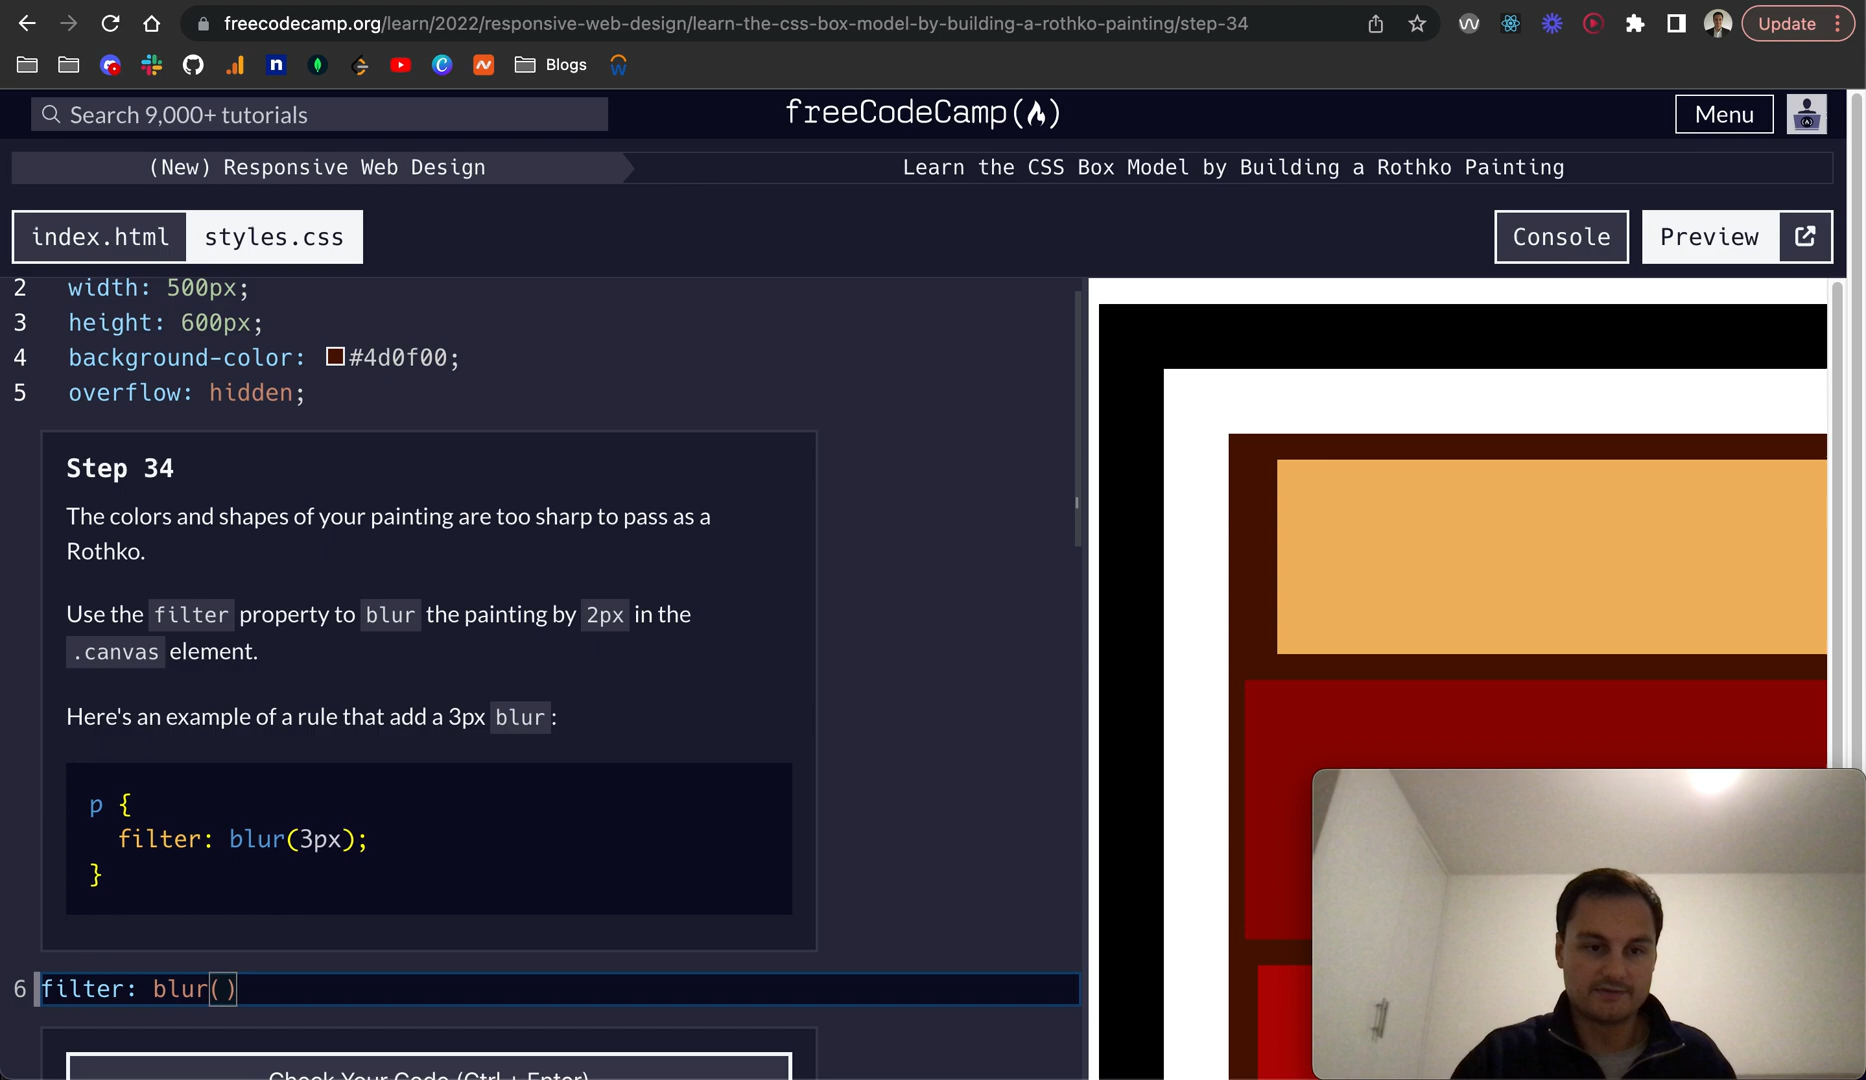 freecodecamp.org/learn/2022/responsive-web-design/learn-the-css-box-model-by-building-a-rothko-painting/step-34
Update
Blogs
Search 9,000+ tutorials
freeCodeCamp(🔥)
Menu
(New) Responsive Web Design
Learn the CSS Box Model by Building a Rothko Painting
index.html
styles.css
Console
Preview
2 width: 500px;
3 height: 600px;
4 background-color: #4d0f00;
5 overflow: hidden;
Step 34
The colors and shapes of your painting are too sharp to pass as a
Rothko.
Use the filter property to blur the painting by 2px in the
.canvas element.
Here's an example of a rule that add a 3px blur:
p {
filter: blur(3px);
}
6 filter: blur()
Check Your Code (Ctrl + Enter)